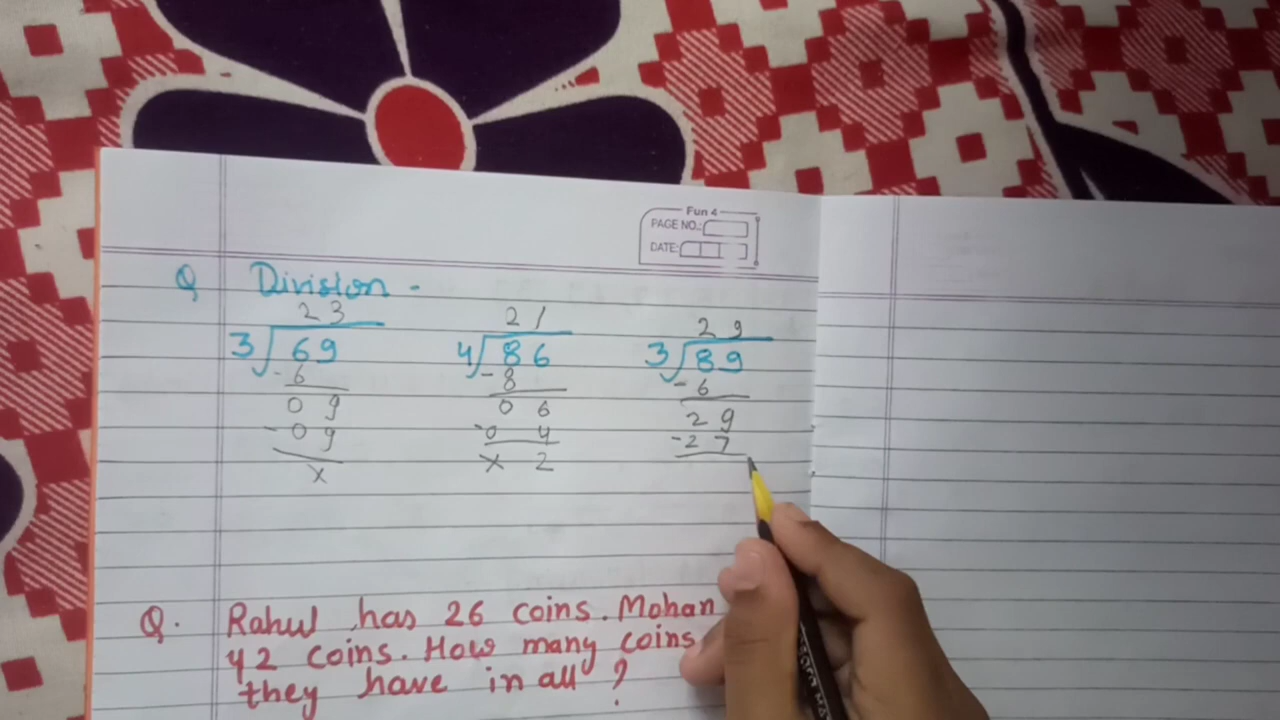 Fun 4
PAGE NO.:
DATE:
Q Division.
23 21 29
3 69 4 86 3 89
-6 -8 -6
09 06 29
-09 -04 -27
x x 2
Q. Rahul has 26 coins. Mohan
42 coins. How many coins
they have in all ?